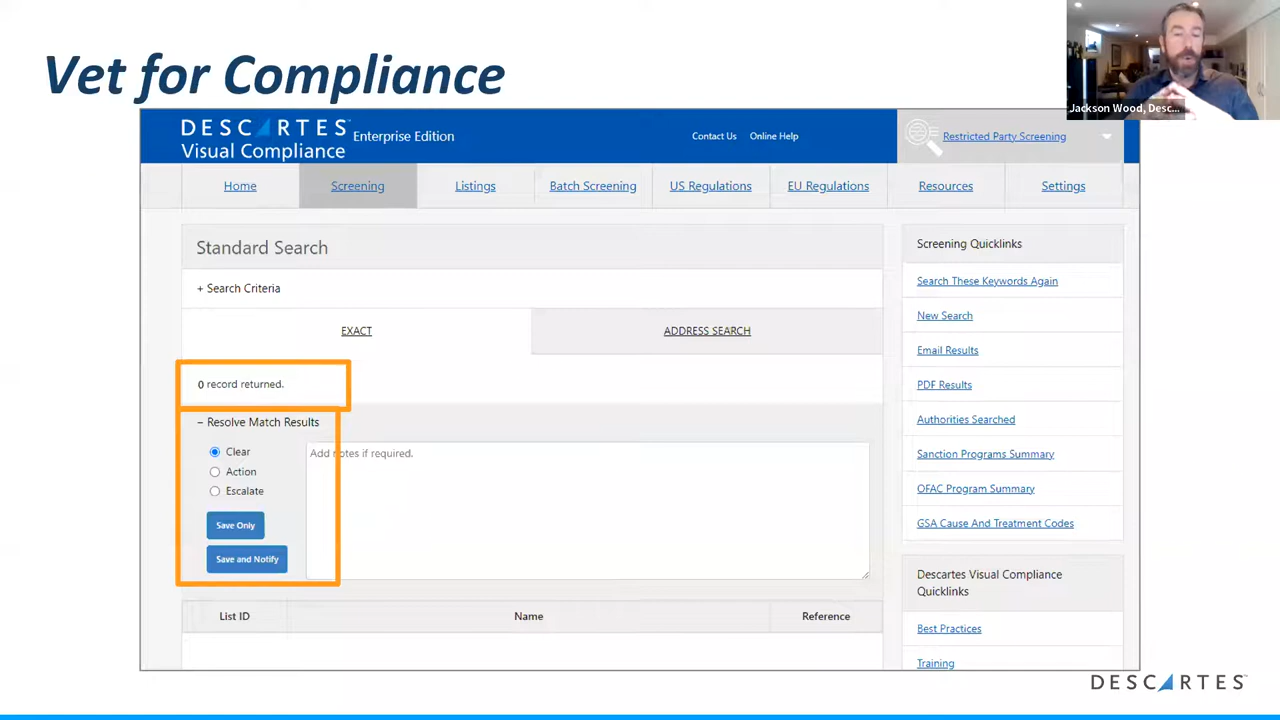 Vet for Compliance
Jackson Wood, Desc...
DESCARTES
Visual Compliance
Enterprise Edition
Contact Us
Online Help
Restricted Party Screening
Home
Screening
Listings
Batch Screening
US Regulations
EU Regulations
Resources
Settings
Standard Search
+ Search Criteria
EXACT
ADDRESS SEARCH
0 record returned.
– Resolve Match Results
Clear
Action
Escalate
Save Only
Save and Notify
Add notes if required.
List ID
Name
Reference
Screening Quicklinks
Search These Keywords Again
New Search
Email Results
PDF Results
Authorities Searched
Sanction Programs Summary
OFAC Program Summary
GSA Cause And Treatment Codes
Descartes Visual Compliance
Quicklinks
Best Practices
Training
DESCARTES